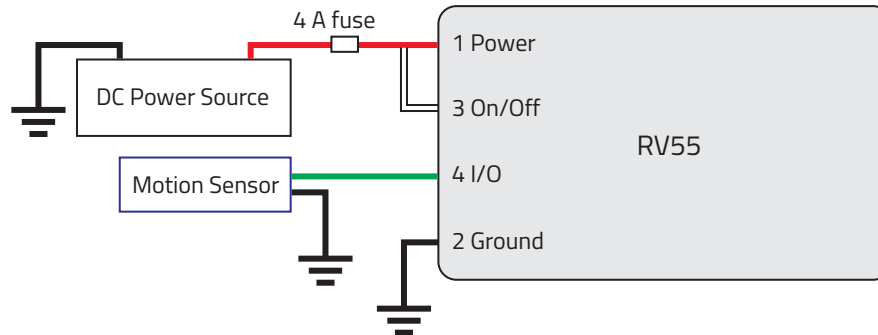 4 A fuse
1 Power
DC Power Source
3 On/Off
RV55
4 I/O
Motion Sensor
2 Ground